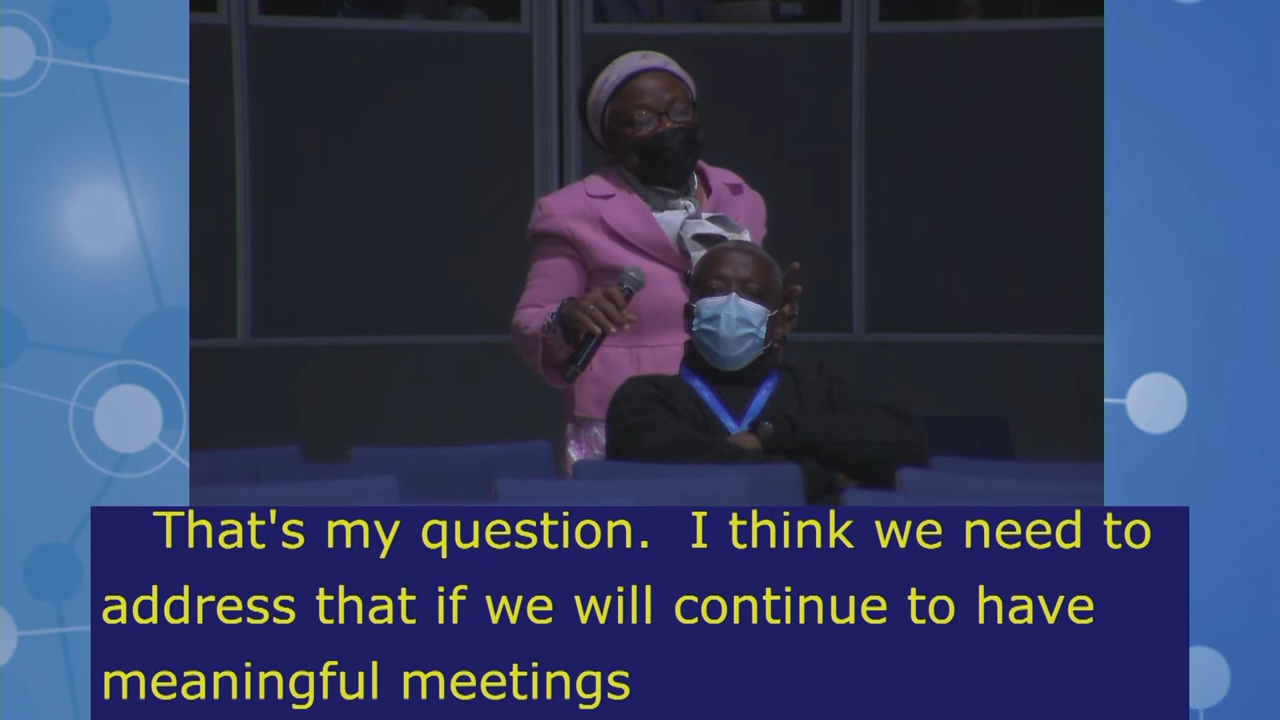 That's my question.  I think we need to
address that if we will continue to have
meaningful meetings